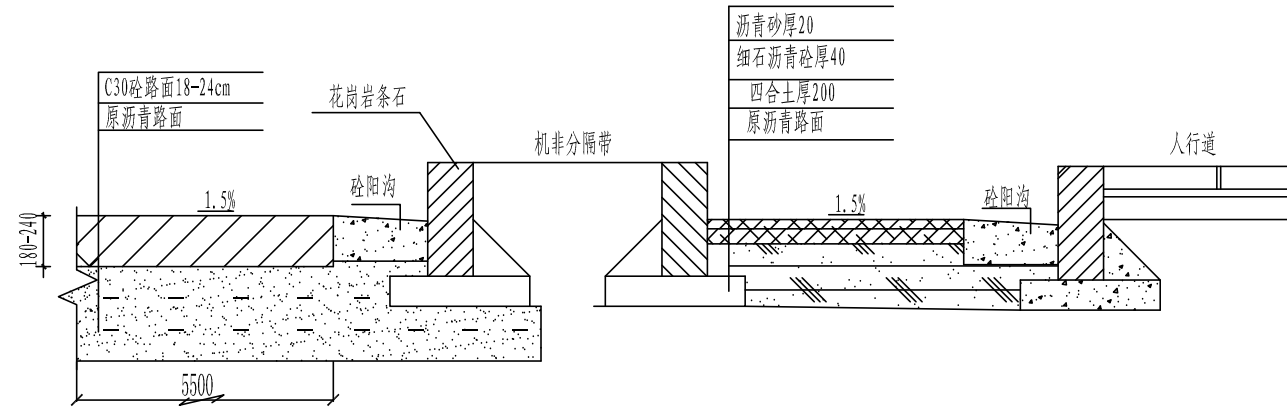 沥青砂厚20
细石沥青砼厚40
四合土厚200
原沥青路面
C30砼路面18-24cm
原沥青路面
花岗岩条石
机非分隔带
人行道
砼阳沟
砼阳沟
1.5%
1.5%
180-240
5500